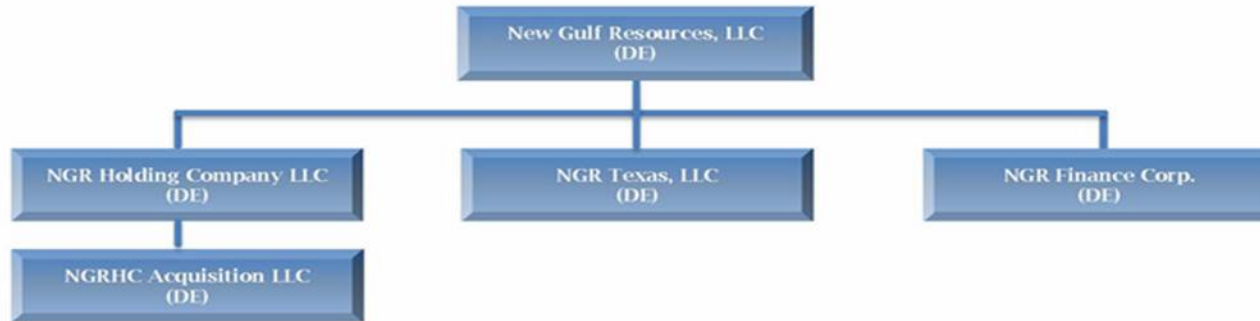 New Gulf Resources, LLC
(DE)
NGR Holding Company LLC
(DE)
NGR Texas, LLC
(DE)
NGR Finance Corp.
(DE)
NGRHC Acquisition LLC
(DE)